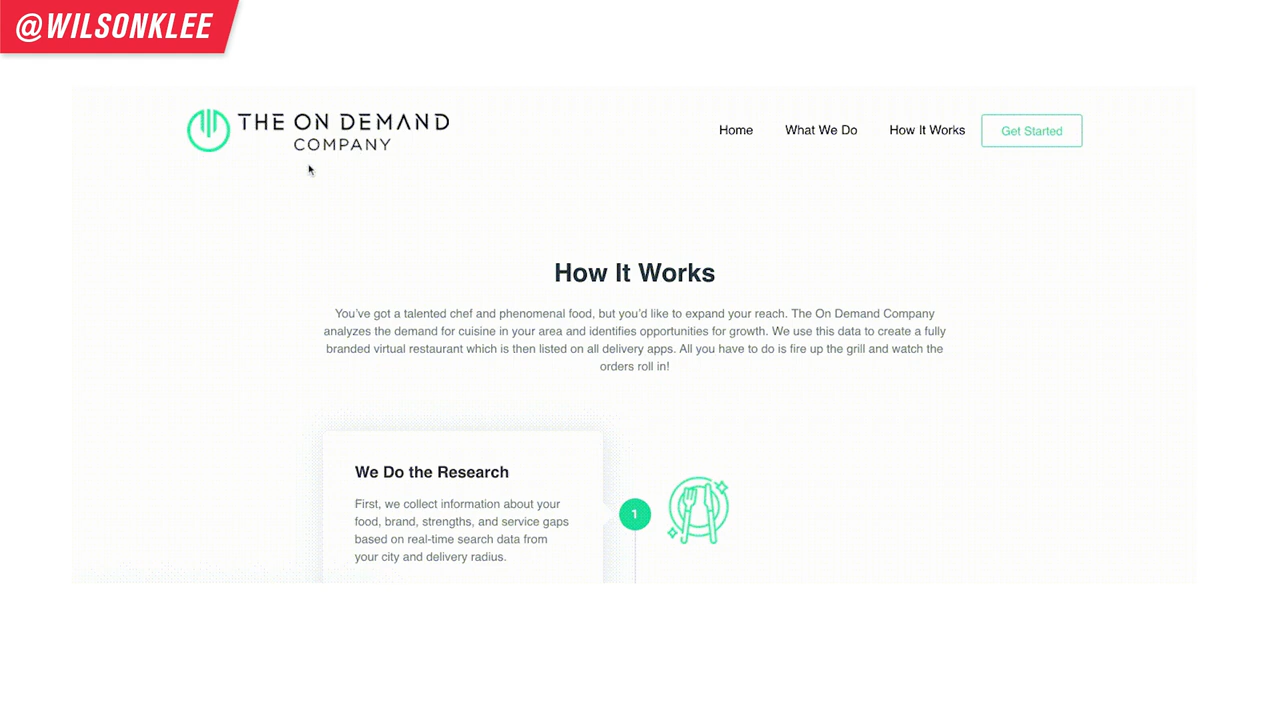 @WILSONKLEE
THE ON DEMAND
COMPANY
Home What We Do How It Works Get Started
How It Works
You’ve got a talented chef and phenomenal food, but you’d like to expand your reach. The On Demand Company
analyzes the demand for cuisine in your area and identifies opportunities for growth. We use this data to create a fully
branded virtual restaurant which is then listed on all delivery apps. All you have to do is fire up the grill and watch the
orders roll in!
We Do the Research
First, we collect information about your
food, brand, strengths, and service gaps
based on real-time search data from
your city and delivery radius.
1